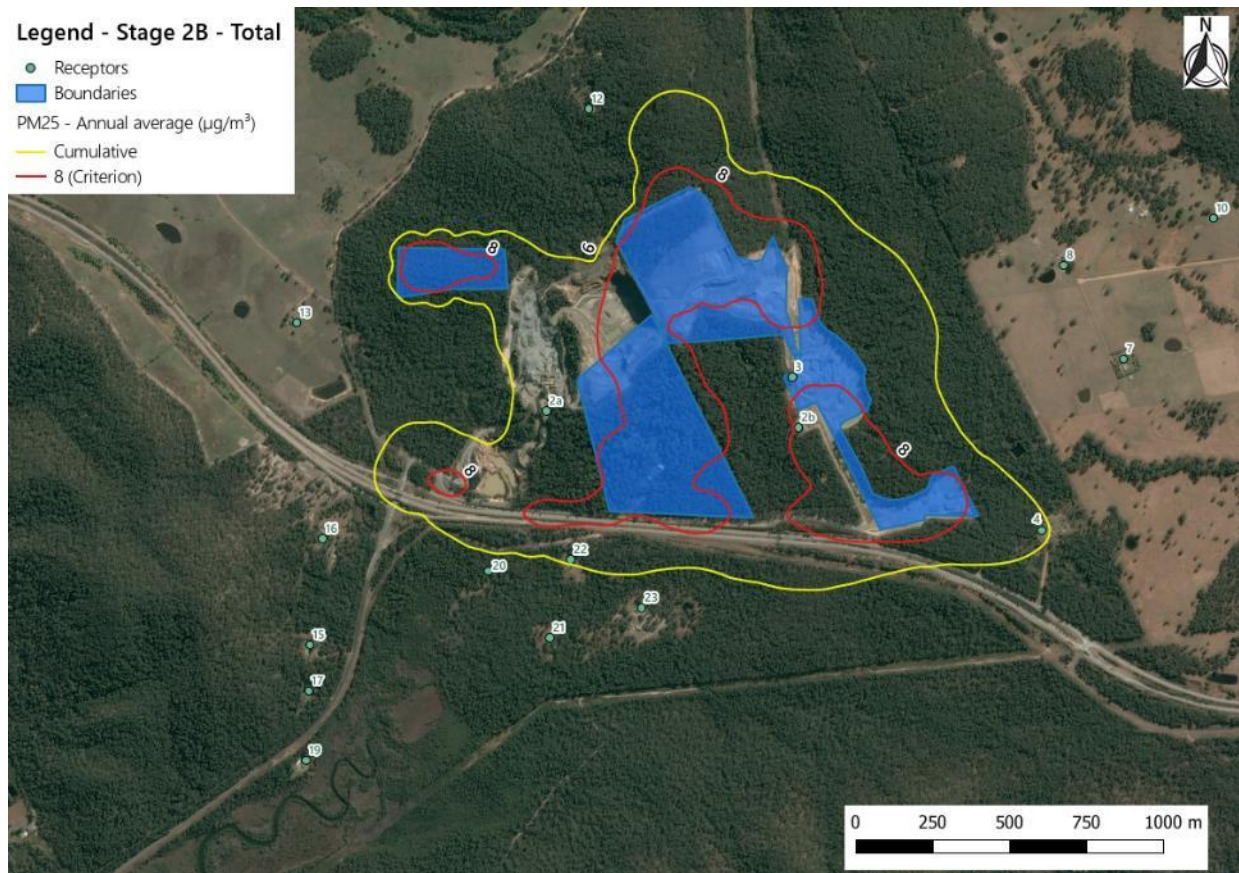 Legend - Stage 2B - Total
Receptors
Boundaries
PM25 - Annual average (µg/m³)
Cumulative
8 (Criterion)
N
12
8
10
6
8
8
13
7
3
2a
2b
8
8
4
16
22
20
23
21
15
17
19
0 250 500 750 1000 m